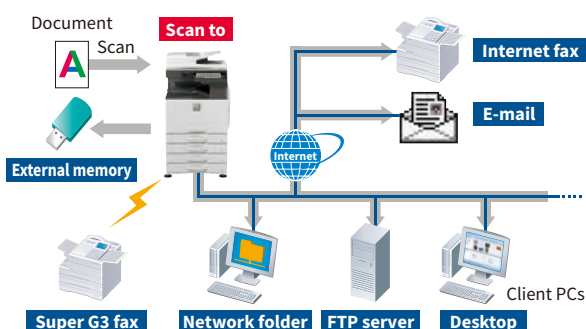 Document
Scan to
Scan
A
Internet fax
E-mail
Internet
External memory
Client PCs
Super G3 fax
Network folder
FTP server
Desktop